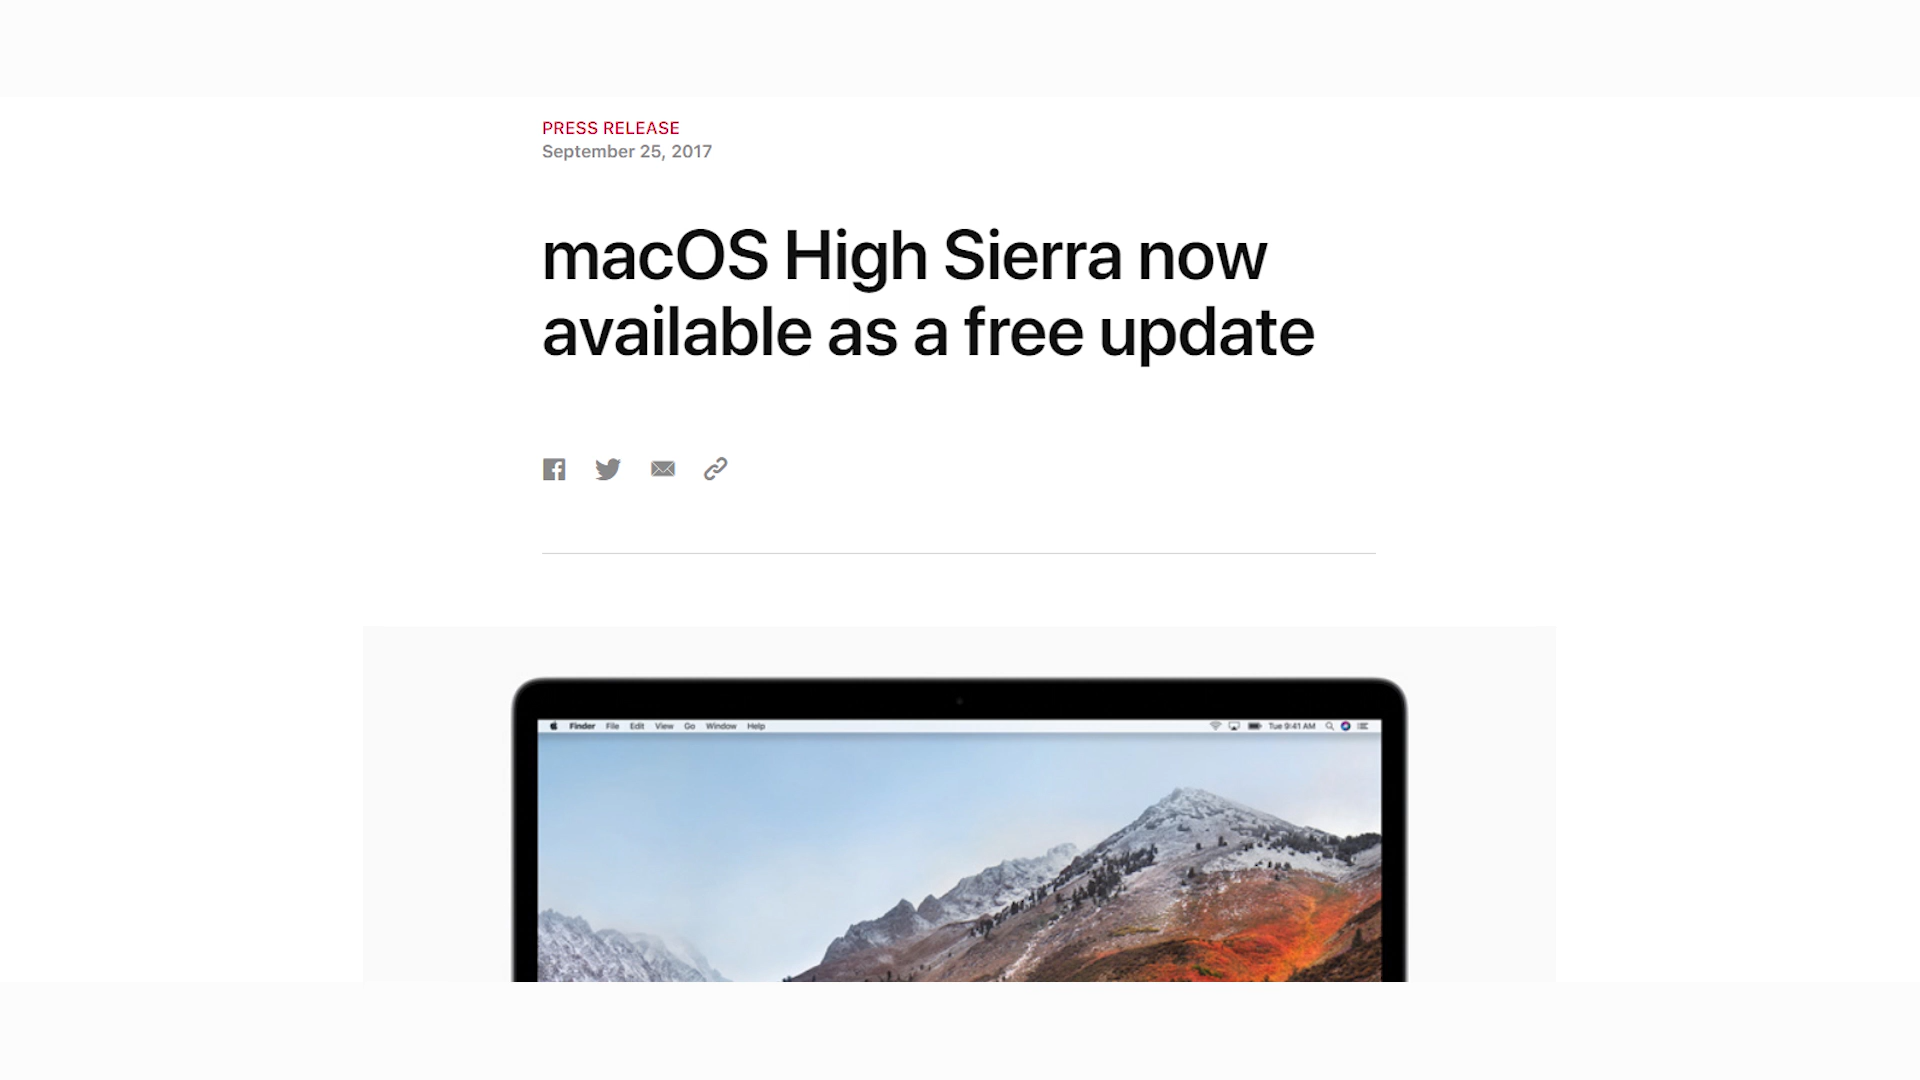 PRESS RELEASE
September 25, 2017
macOS High Sierra now
available as a free update
Finder File Edit View Go Window Help Tue 9:41 AM